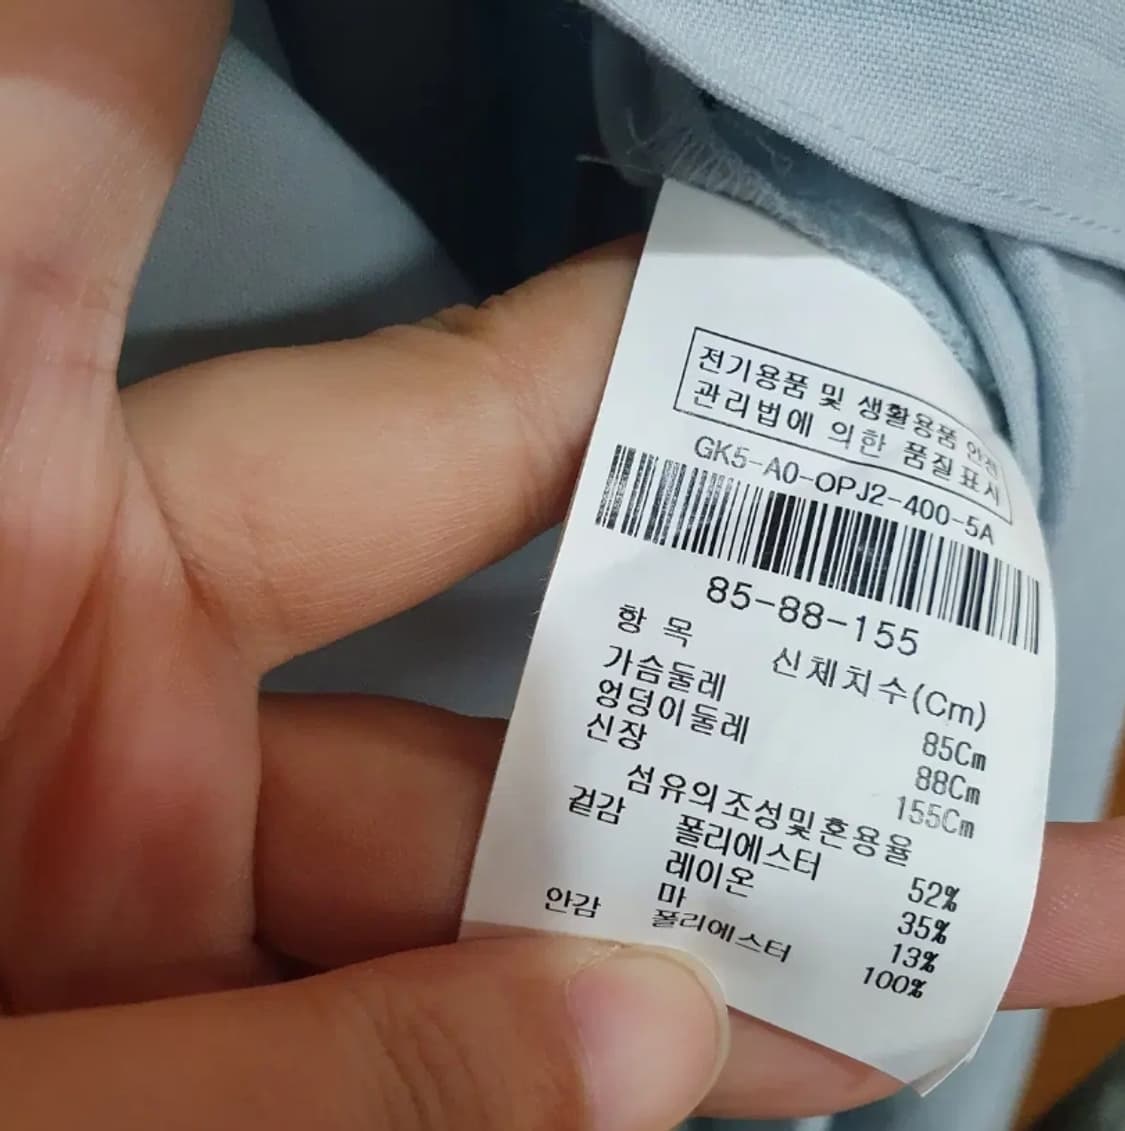 전기용품 및 생활용품 안전
관리법에 의한 품질표시
GK5-A0-OPJ2-400-5A
85-88-155
항 목 신체치수(Cm)
가슴둘레 85Cm
엉덩이둘레 88Cm
신장 155Cm
섬유의조성및혼용율
겉감 폴리에스터 52%
레이온 35%
마 13%
안감 폴리에스터 100%